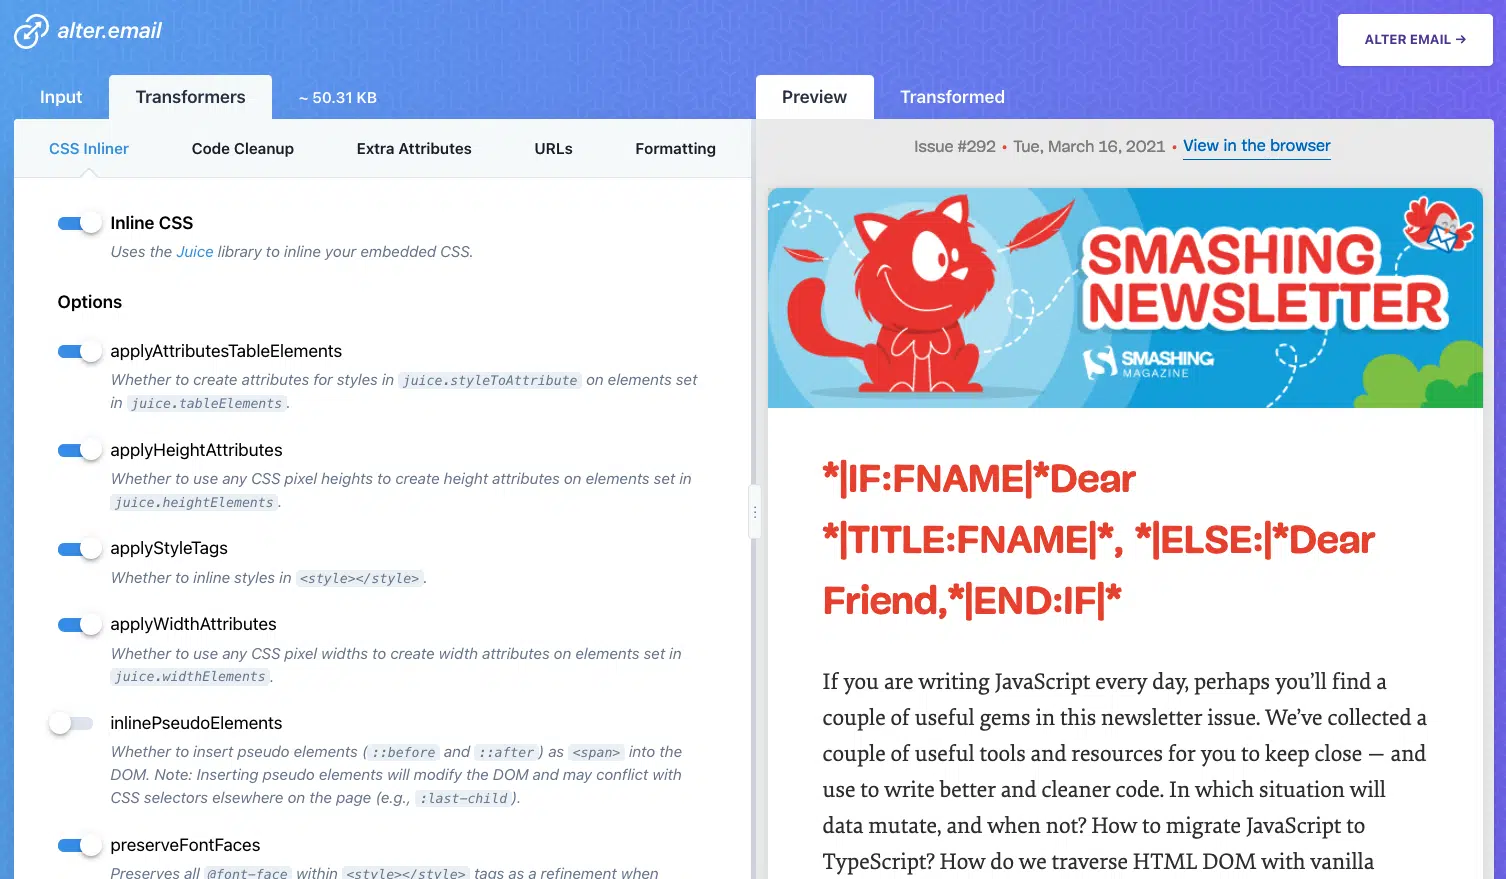 alter.email
ALTER EMAIL →
Input
Transformers
~ 50.31 KB
Preview
Transformed
CSS Inliner
Code Cleanup
Extra Attributes
URLs
Formatting
Inline CSS
Uses the Juice library to inline your embedded CSS.
Options
applyAttributesTableElements
Whether to create attributes for styles in juice.styleToAttribute on elements set
in juice.tableElements.
applyHeightAttributes
Whether to use any CSS pixel heights to create height attributes on elements set in
juice.heightElements.
applyStyleTags
Whether to inline styles in <style></style>.
applyWidthAttributes
Whether to use any CSS pixel widths to create width attributes on elements set in
juice.widthElements.
inlinePseudoElements
Whether to insert pseudo elements (::before and ::after) as <span> into the
DOM. Note: Inserting pseudo elements will modify the DOM and may conflict with
CSS selectors elsewhere on the page (e.g., :last-child).
preserveFontFaces
Preserves all @font-face within <style></style> tags as a refinement when
Issue #292 • Tue, March 16, 2021 • View in the browser
SMASHING
NEWSLETTER
SMASHING
MAGAZINE
*|IF:FNAME|*Dear
*|TITLE:FNAME|*, *|ELSE:|*Dear
Friend,*|END:IF|*
If you are writing JavaScript every day, perhaps you’ll find a
couple of useful gems in this newsletter issue. We’ve collected a
couple of useful tools and resources for you to keep close — and
use to write better and cleaner code. In which situation will
data mutate, and when not? How to migrate JavaScript to
TypeScript? How do we traverse HTML DOM with vanilla